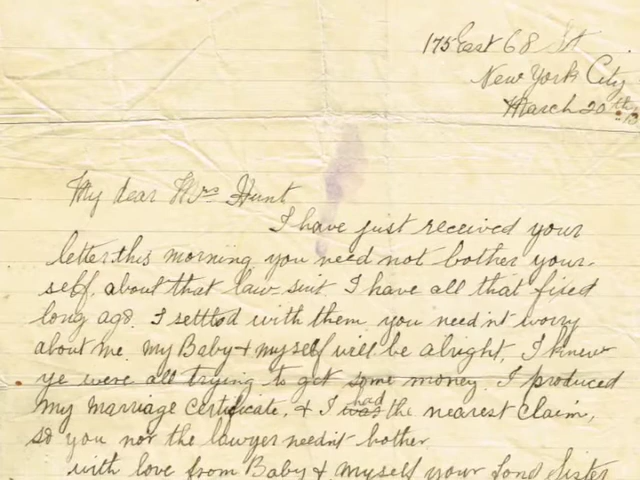 175 East 68 St
New York City
March 20th
My dear Mrs Hunt
I have just received your
letter this morning you need not bother your-
self. about that law-suit I have all that fixed
long ago. I settled with them you need'nt worry
about me. My Baby & myself will be alright, I knew
ye were all trying to get some money. I produced
my marriage certificate, & I had the nearest claim,
so you nor the lawyer need'nt bother
with love from Baby & myself your fond Sister